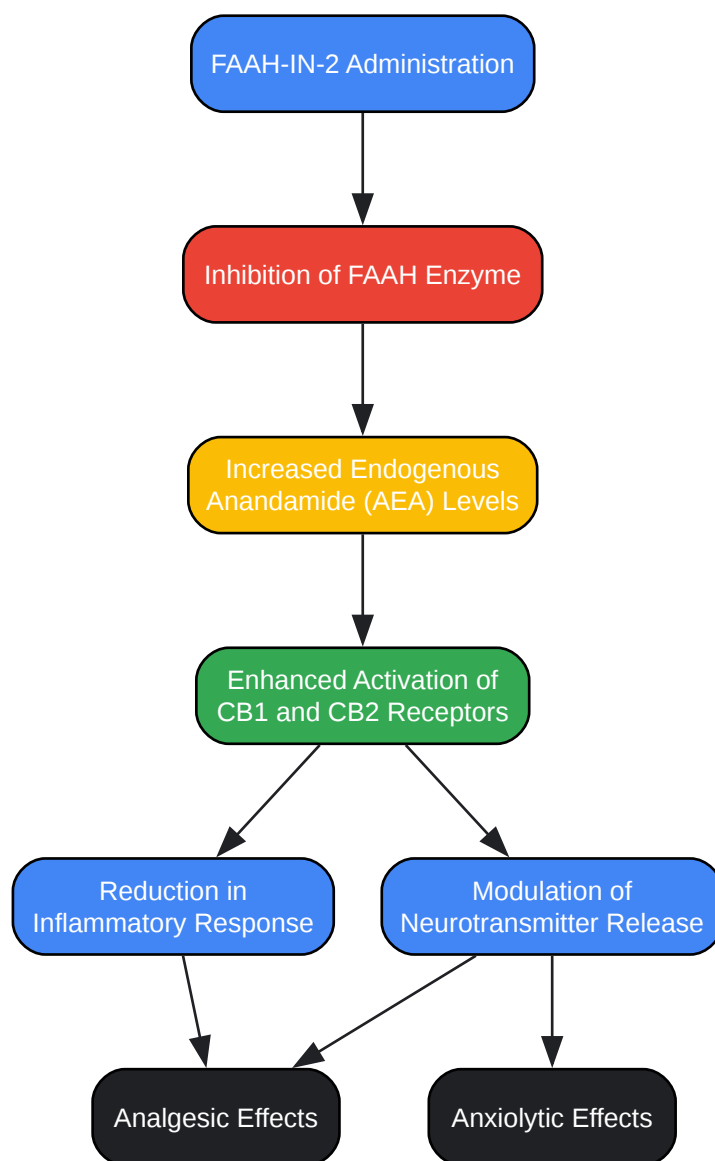 FAAH-IN-2 Administration
Inhibition of FAAH Enzyme
Increased Endogenous
Anandamide (AEA) Levels
Enhanced Activation of
CB1 and CB2 Receptors
Reduction in
Inflammatory Response
Modulation of
Neurotransmitter Release
Analgesic Effects
Anxiolytic Effects